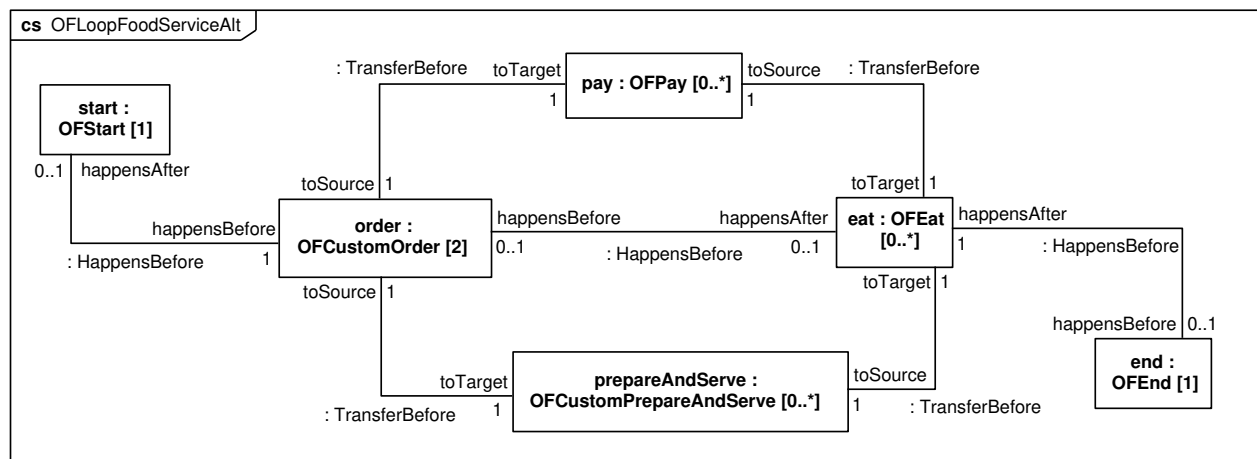 cs OFLoopFoodServiceAlt
: TransferBefore
toTarget
1
pay : OFPay [0..*]
toSource
1
: TransferBefore
start :
OFStart [1]
0..1
happensAfter
toSource
1
toTarget
1
happensBefore
1
: HappensBefore
order :
OFCustomOrder [2]
happensBefore
0..1
: HappensBefore
happensAfter
0..1
eat : OFEat
[0..*]
happensAfter
1
: HappensBefore
toSource
1
toTarget
1
happensBefore
0..1
end :
OFEnd [1]
toTarget
1
: TransferBefore
prepareAndServe :
OFCustomPrepareAndServe [0..*]
toSource
1
: TransferBefore